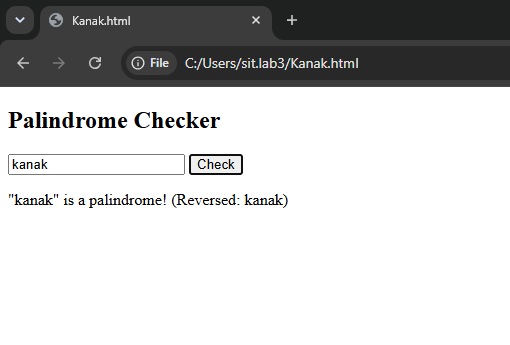 Kanak.html
File C:/Users/sit.lab3/Kanak.html
Palindrome Checker
kanak Check
"kanak" is a palindrome! (Reversed: kanak)